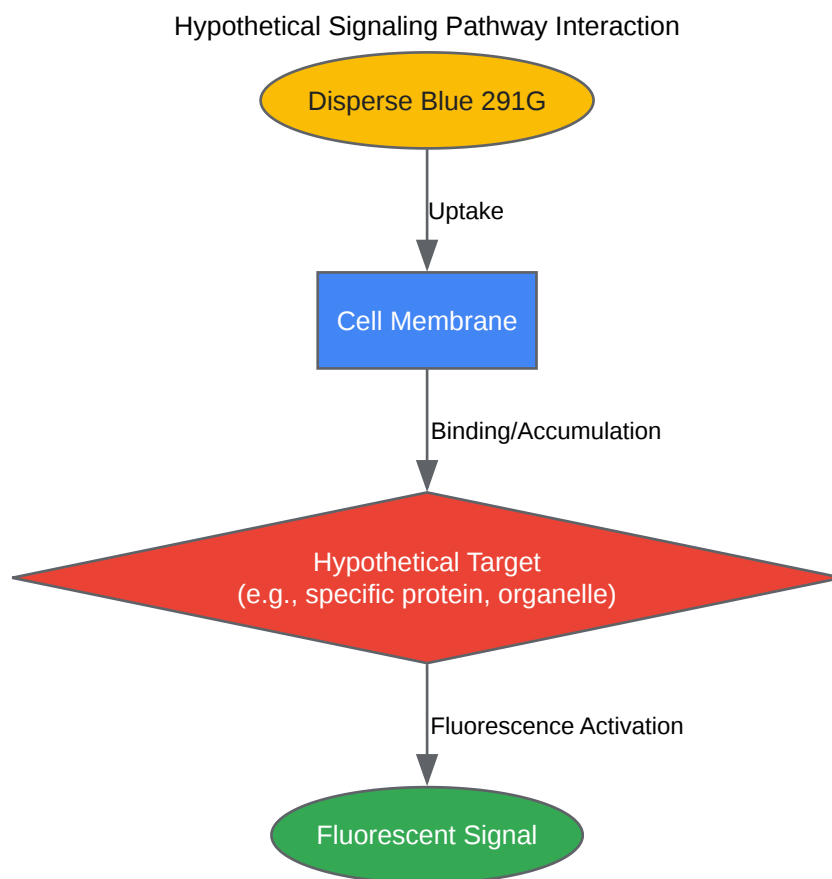 Hypothetical Signaling Pathway Interaction
Disperse Blue 291G
Uptake
Cell Membrane
Binding/Accumulation
Hypothetical Target
(e.g., specific protein, organelle)
Fluorescence Activation
Fluorescent Signal